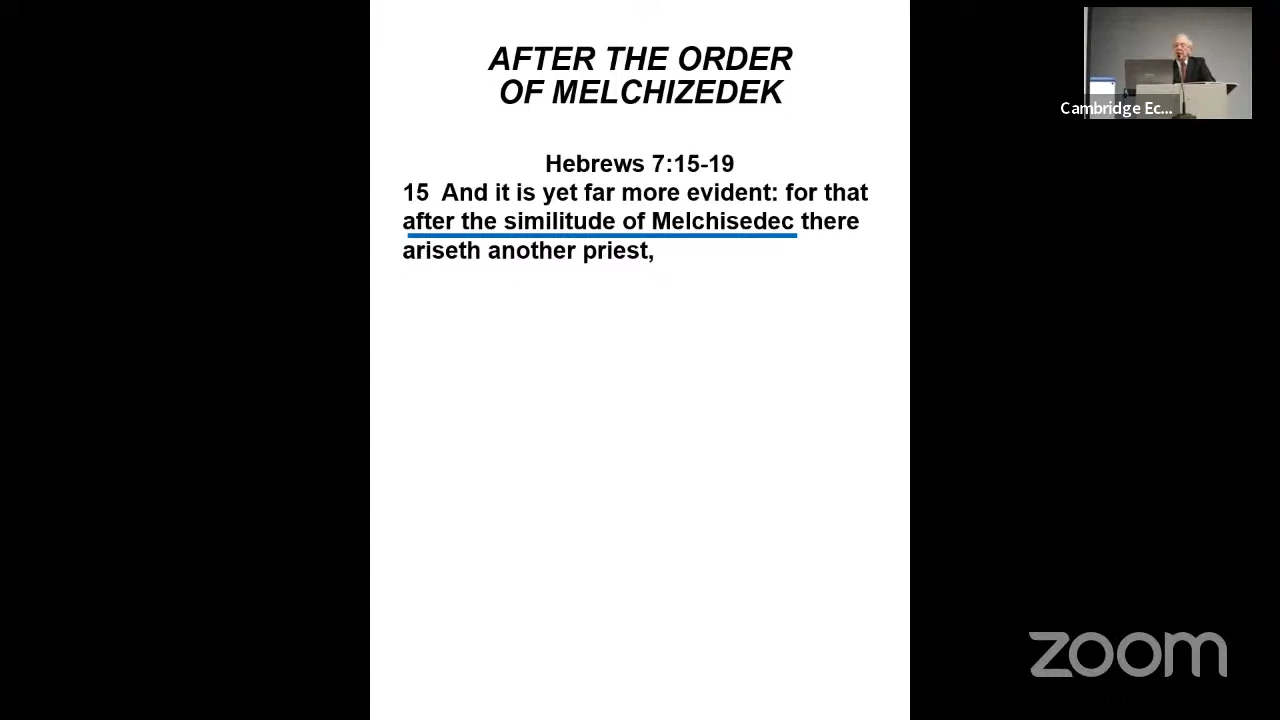 AFTER THE ORDER
OF MELCHIZEDEK
Hebrews 7:15-19
15 And it is yet far more evident: for that
after the similitude of Melchisedec there
ariseth another priest,
Cambridge Ec...
zoom